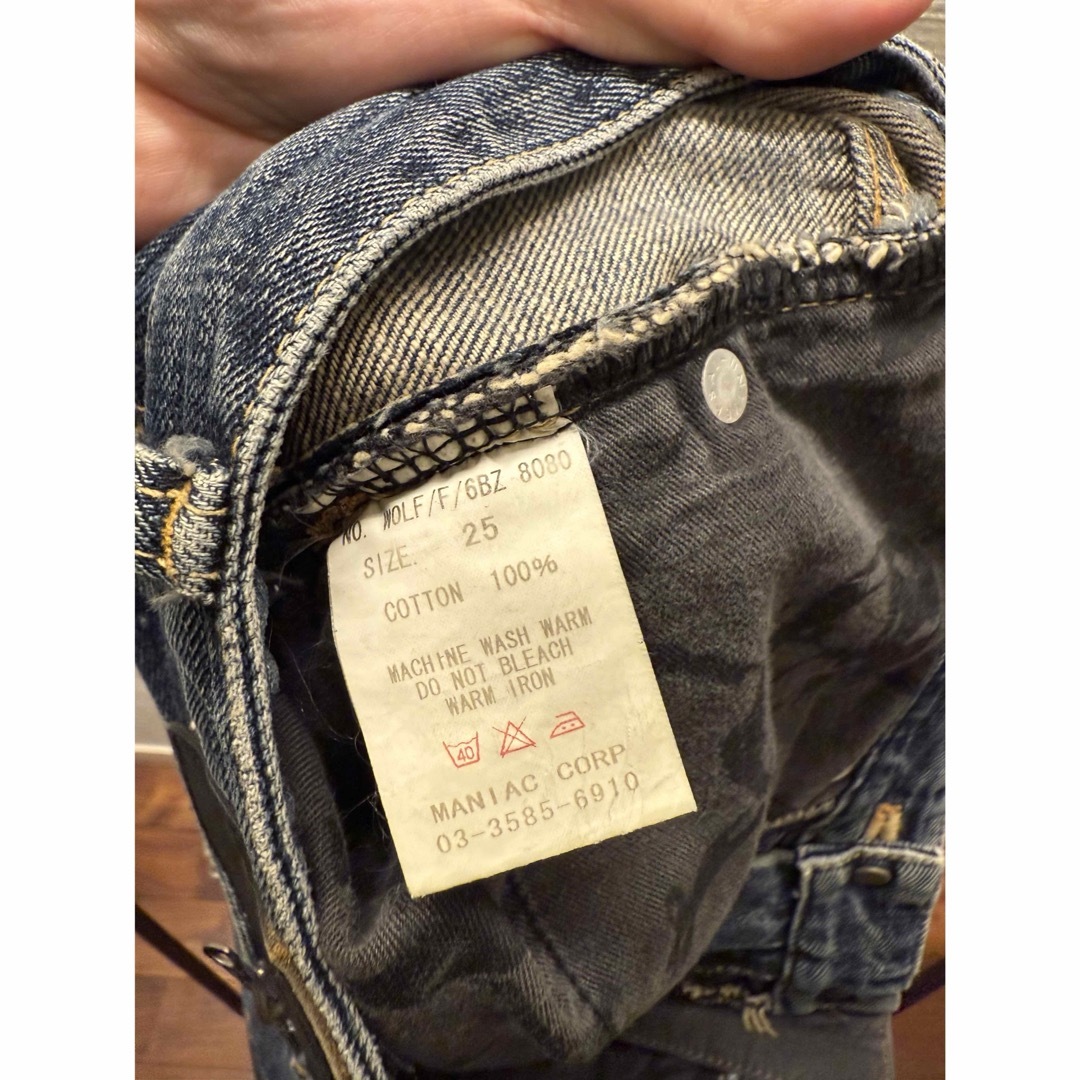 NO. WOLF/F/6BZ 8080
SIZE. 25
COTTON 100%
MACHINE WASH WARM
DO NOT BLEACH
WARM IRON
40
MANIAC CORP
03-3585-6910